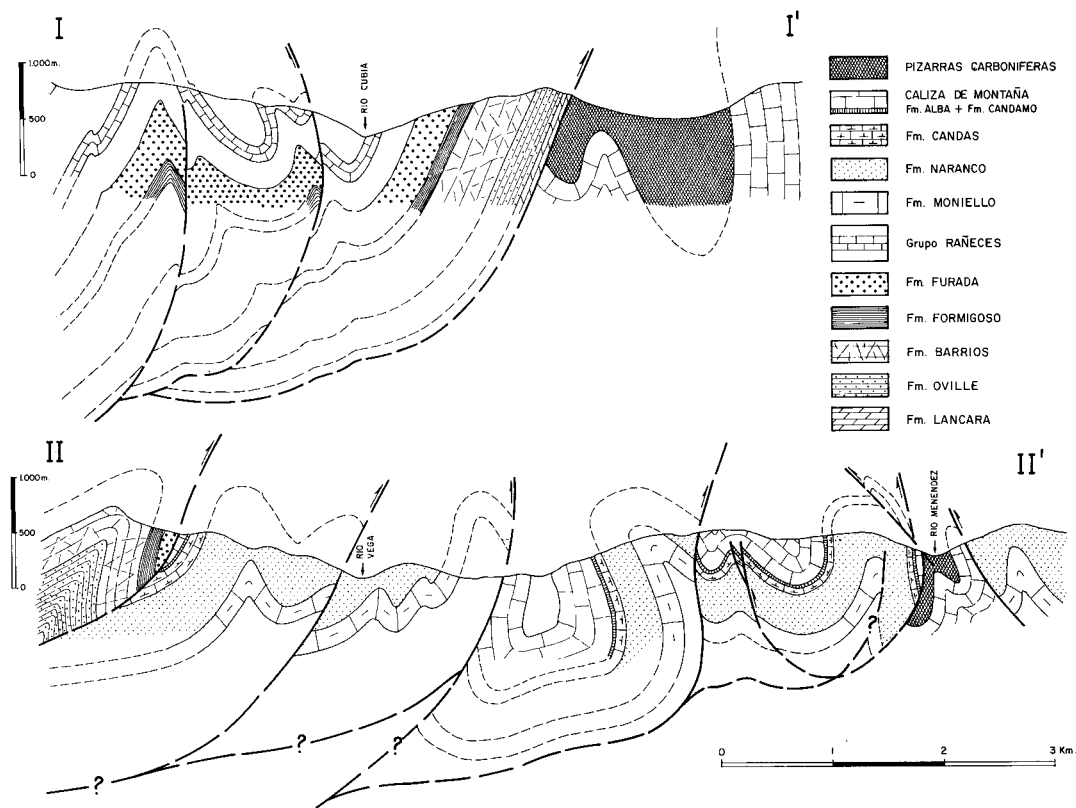 I
I'
1.000m.
500
0
RIO CUBIA
PIZARRAS CARBONIFERAS
CALIZA DE MONTAÑA
Fm. ALBA + Fm. CANDAMO
Fm. CANDAS
Fm. NARANCO
Fm. MONIELLO
Grupo RAÑECES
Fm. FURADA
Fm. FORMIGOSO
Fm. BARRIOS
Fm. OVILLE
Fm. LANCARA
II
II'
1000m.
500
0
RIO VEGA
RIO MENENDEZ
?
?
?
?
0 1 2 3 Km.